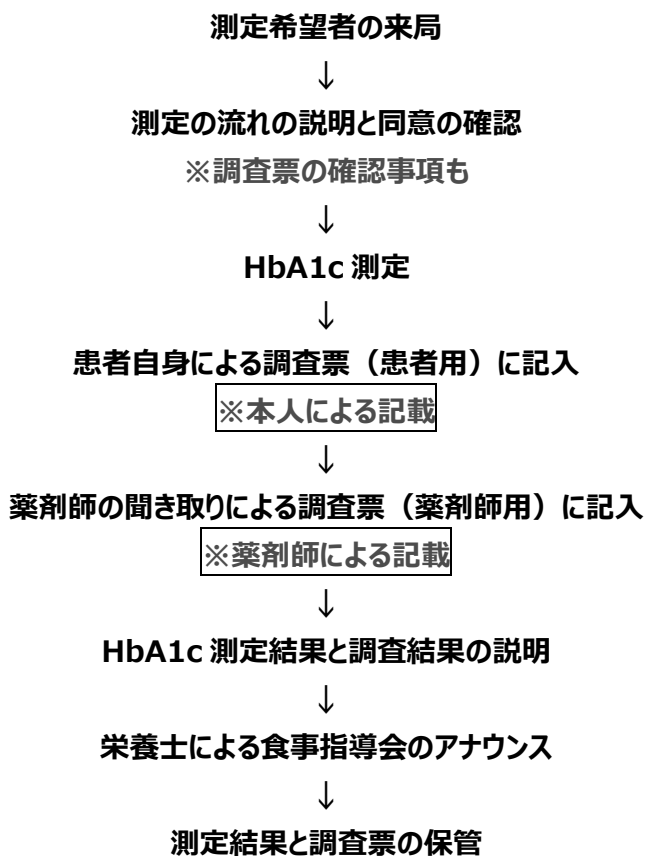 測定希望者の来局
↓
測定の流れの説明と同意の確認
※調査票の確認事項も
↓
HbA1c 測定
↓
患者自身による調査票（患者用）に記入
※本人による記載
↓
薬剤師の聞き取りによる調査票（薬剤師用）に記入
※薬剤師による記載
↓
HbA1c 測定結果と調査結果の説明
↓
栄養士による食事指導会のアナウンス
↓
測定結果と調査票の保管